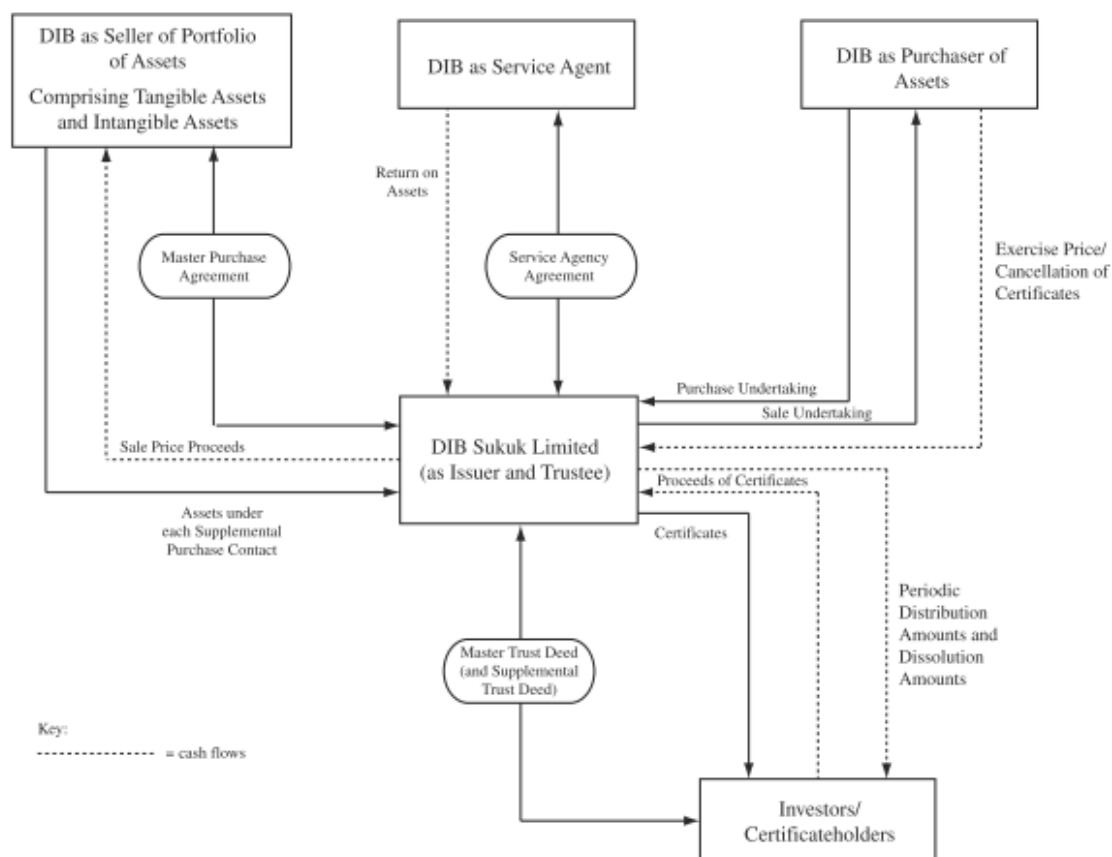 DIB as Seller of Portfolio
of Assets
Comprising Tangible Assets
and Intangible Assets
DIB as Service Agent
DIB as Purchaser of
Assets
Return on
Assets
Master Purchase
Agreement
Service Agency
Agreement
Exercise Price/
Cancellation of
Certificates
Purchase Undertaking
Sale Undertaking
DIB Sukuk Limited
(as Issuer and Trustee)
Sale Price Proceeds
Proceeds of Certificates
Assets under
each Supplemental
Purchase Contact
Certificates
Periodic
Distribution
Amounts and
Dissolution
Amounts
Master Trust Deed
(and Supplemental
Trust Deed)
Key:
= cash flows
Investors/
Certificateholders